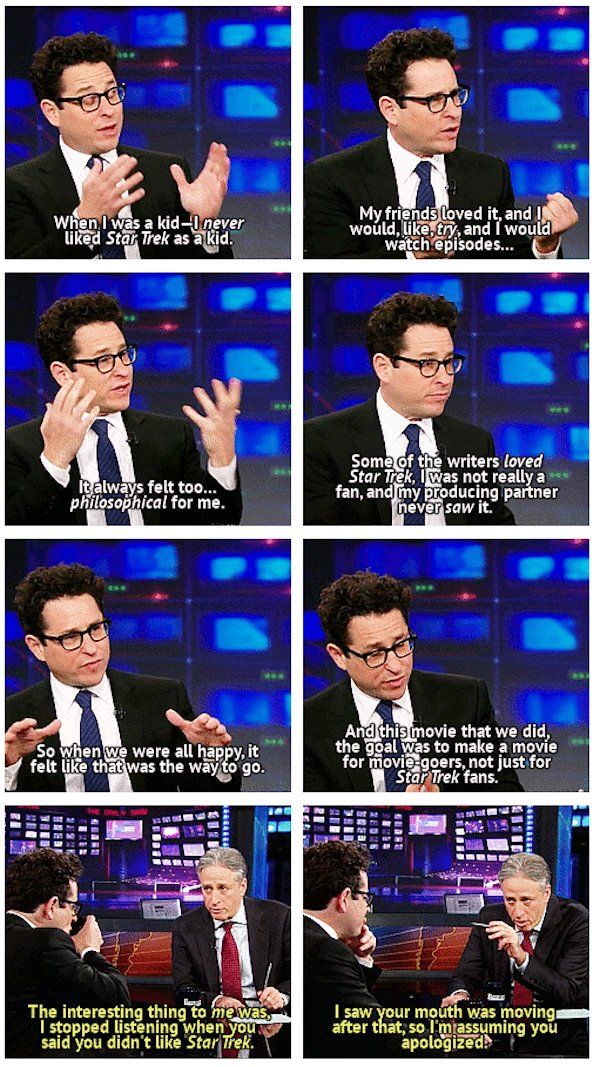 When I was a kid—I never
liked Star Trek as a kid.
My friends loved it, and I
would, like, try, and I would
watch episodes...
It always felt too...
philosophical for me.
Some of the writers loved
Star Trek, I was not really a
fan, and my producing partner
never saw it.
So when we were all happy, it
felt like that was the way to go.
And this movie that we did,
the goal was to make a movie
for movie-goers, not just for
Star Trek fans.
THE DAILY SHOW
The interesting thing to me was,
I stopped listening when you
said you didn't like Star Trek.
I saw your mouth was moving
after that, so I'm assuming you
apologized.